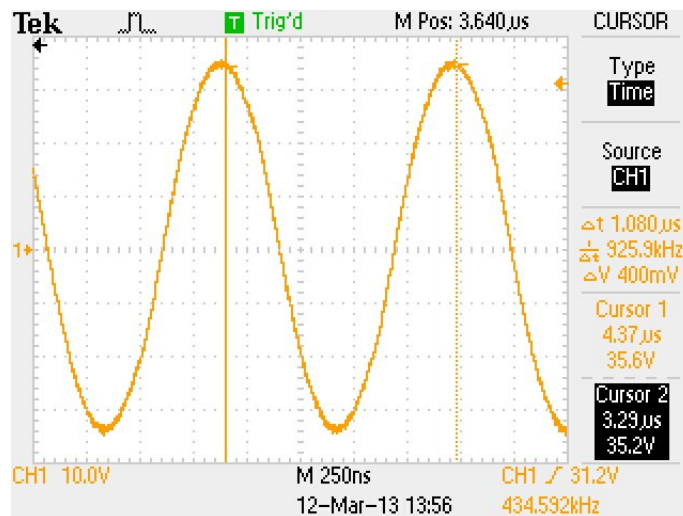 Tek T Trig'd M Pos: 3.640µs CURSOR
Type
Time
Source
CH1
1
Δt 1.080µs
1/Δt 925.9kHz
ΔV 400mV
Cursor 1
4.37µs
35.6V
Cursor 2
3.29µs
35.2V
CH1 10.0V M 250ns CH1 31.2V
12-Mar-13 13:56 434.592kHz